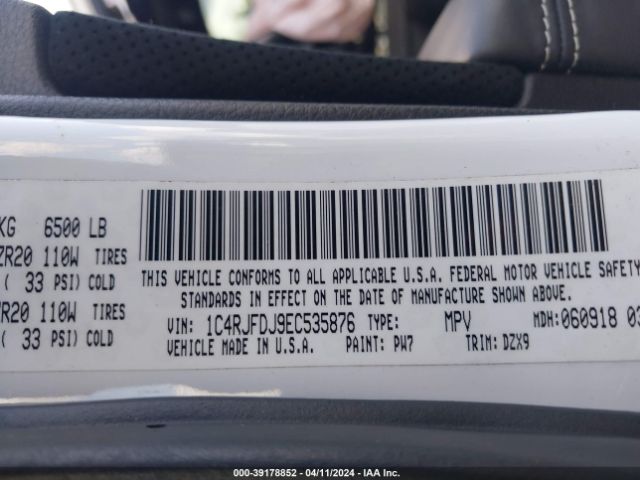 KG 6500 LB
ZR20 110W TIRES
( 33 PSI) COLD
ZR20 110W TIRES
( 33 PSI) COLD
THIS VEHICLE CONFORMS TO ALL APPLICABLE U.S.A. FEDERAL MOTOR VEHICLE SAFETY
STANDARDS IN EFFECT ON THE DATE OF MANUFACTURE SHOWN ABOVE.
VIN: 1C4RJFDJ9EC535876 TYPE: MPV MDH:060918 03
VEHICLE MADE IN U.S.A. PAINT: PW7 TRIM: DZX9
000-39178852 - 04/11/2024 - IAA Inc.